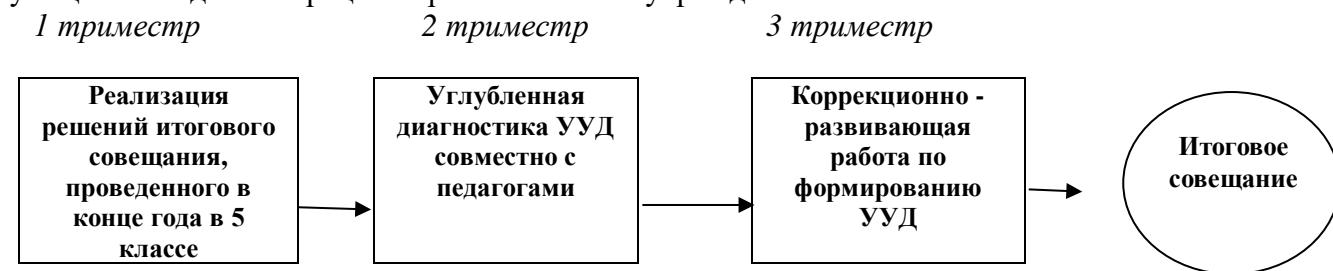 1 триместр 2 триместр 3 триместр
Реализация
решений итогового
совещания,
проведенного в
конце года в 5
классе
Углубленная
диагностика УУД
совместно с
педагогами
Коррекционно -
развивающая
работа по
формированию
УУД
Итоговое
совещание